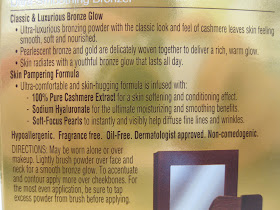 Bronzer
Classic & Luxurious Bronze Glow
• Ultra-luxurious bronzing powder with the classic look and feel of cashmere leaves skin feeling
smooth, soft and nourished.
• Pearlescent bronze and gold are delicately woven together to deliver a rich, warm glow.
• Skin radiates with a youthful bronze glow that lasts all day.
Skin Pampering Formula
• Ultra-comfortable and skin-hugging formula is infused with:
- 100% Pure Cashmere Extract for a skin softening and conditioning effect.
- Sodium Hyaluronate for the ultimate moisturizing and smoothing benefits.
- Soft-Focus Pearls to instantly and visibly help diffuse fine lines and wrinkles.
Hypoallergenic. Fragrance free. Oil-Free. Dermatologist approved. Non-comedogenic.
DIRECTIONS: May be worn alone or over
makeup. Lightly brush powder over face and
neck for a smooth bronze glow. To accentuate
and contour apply more over cheekbones. For
the most even application, be sure to tap
excess powder from brush before applying.